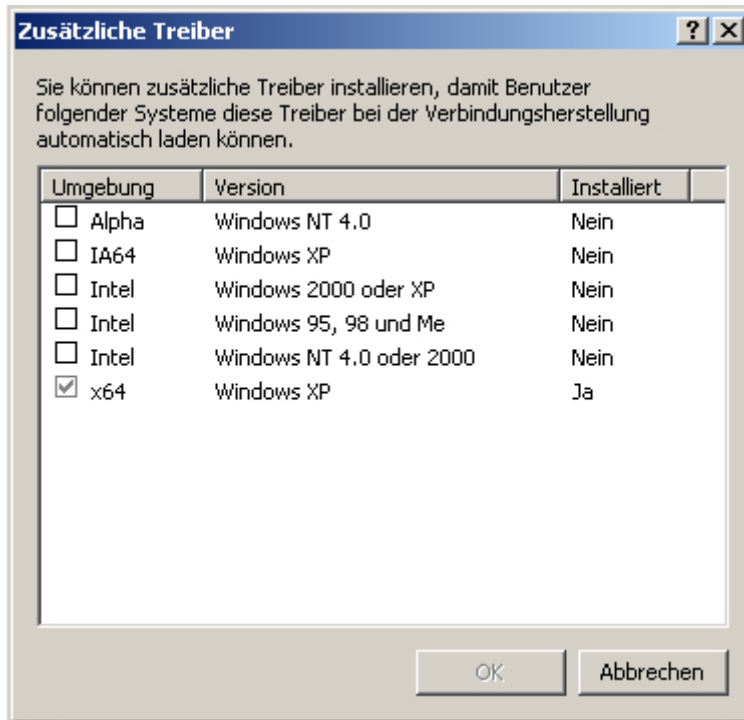 Zusätzliche Treiber
Sie können zusätzliche Treiber installieren, damit Benutzer
folgender Systeme diese Treiber bei der Verbindungsherstellung
automatisch laden können.
Umgebung Version Installiert
Alpha Windows NT 4.0 Nein
IA64 Windows XP Nein
Intel Windows 2000 oder XP Nein
Intel Windows 95, 98 und Me Nein
Intel Windows NT 4.0 oder 2000 Nein
x64 Windows XP Ja
OK Abbrechen